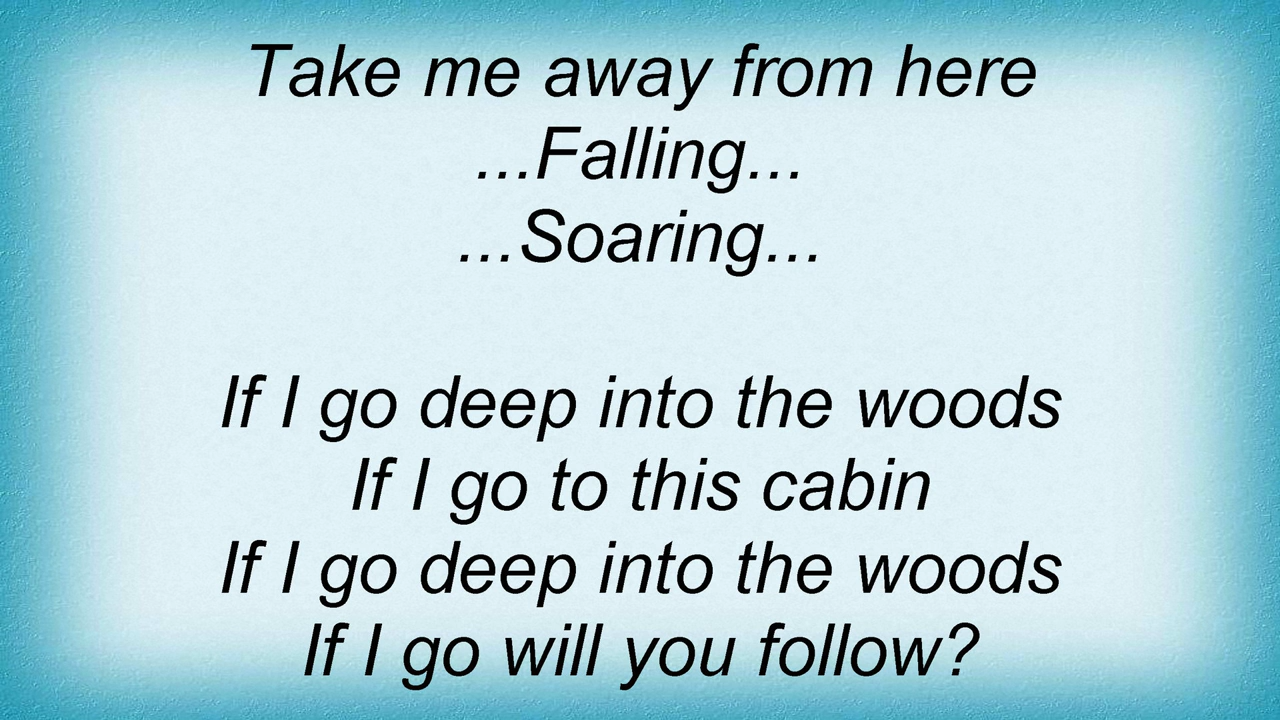 Take me away from here
...Falling...
...Soaring...
If I go deep into the woods
If I go to this cabin
If I go deep into the woods
If I go will you follow?